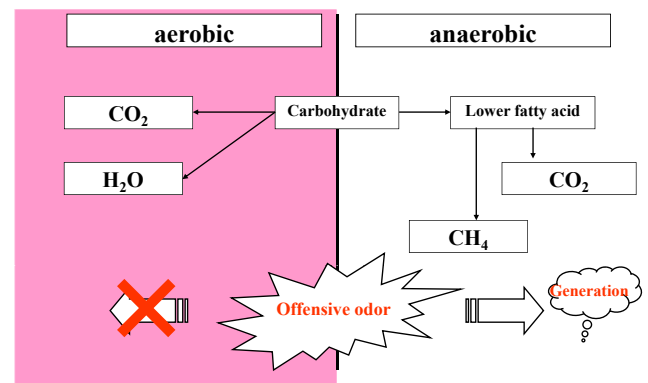 aerobic
anaerobic
CO₂
Carbohydrate
Lower fatty acid
H₂O
CO₂
CH₄
Offensive odor
Generation